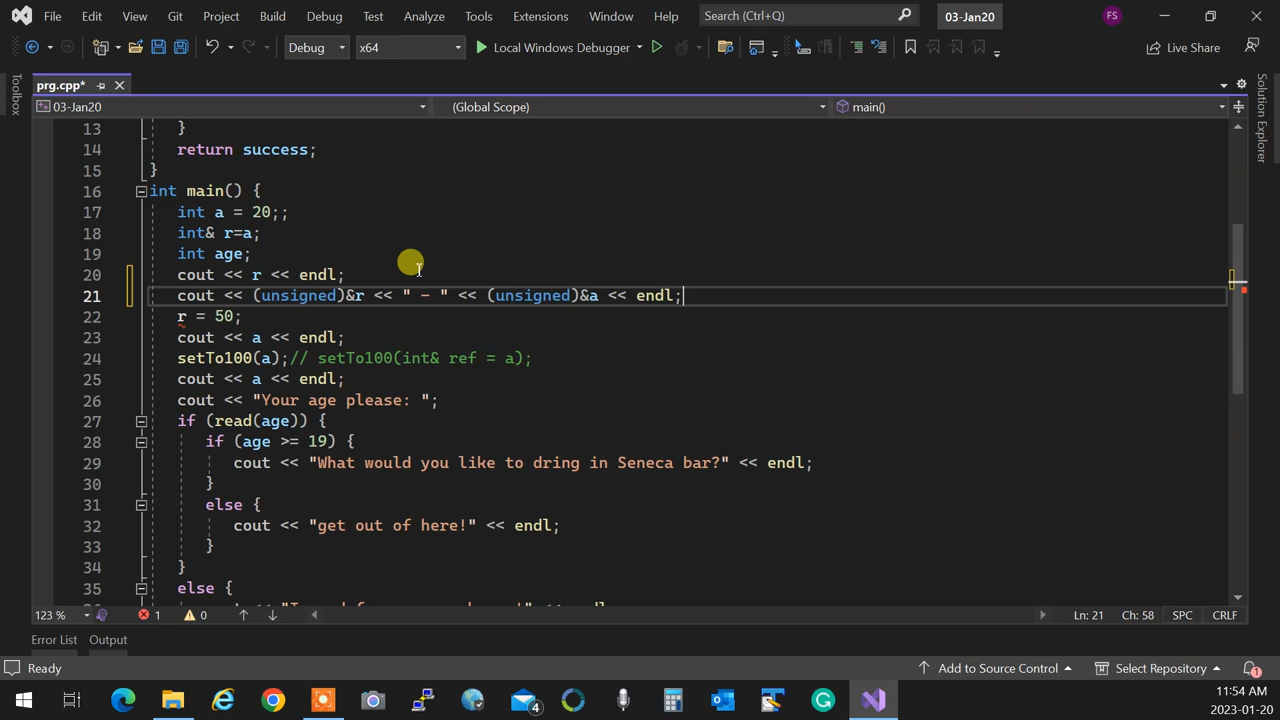 File Edit View Git Project Build Debug Test Analyze Tools Extensions Window Help Search (Ctrl+Q) 03-Jan20 FS
Debug x64 Local Windows Debugger Live Share
prg.cpp*
03-Jan20 (Global Scope) main()
Toolbox
Solution Explorer
13 }
14 return success;
15 }
16 int main() {
17 int a = 20;;
18 int& r=a;
19 int age;
20 cout << r << endl;
21 cout << (unsigned)&r << " - " << (unsigned)&a << endl;
22 r = 50;
23 cout << a << endl;
24 setTo100(a);// setTo100(int& ref = a);
25 cout << a << endl;
26 cout << "Your age please: ";
27 if (read(age)) {
28 if (age >= 19) {
29 cout << "What would you like to dring in Seneca bar?" << endl;
30 }
31 else {
32 cout << "get out of here!" << endl;
33 }
34 }
35 else {
123 % 1 0 Ln: 21 Ch: 58 SPC CRLF
Error List Output
Ready Add to Source Control Select Repository 1
4
11:54 AM
2023-01-20